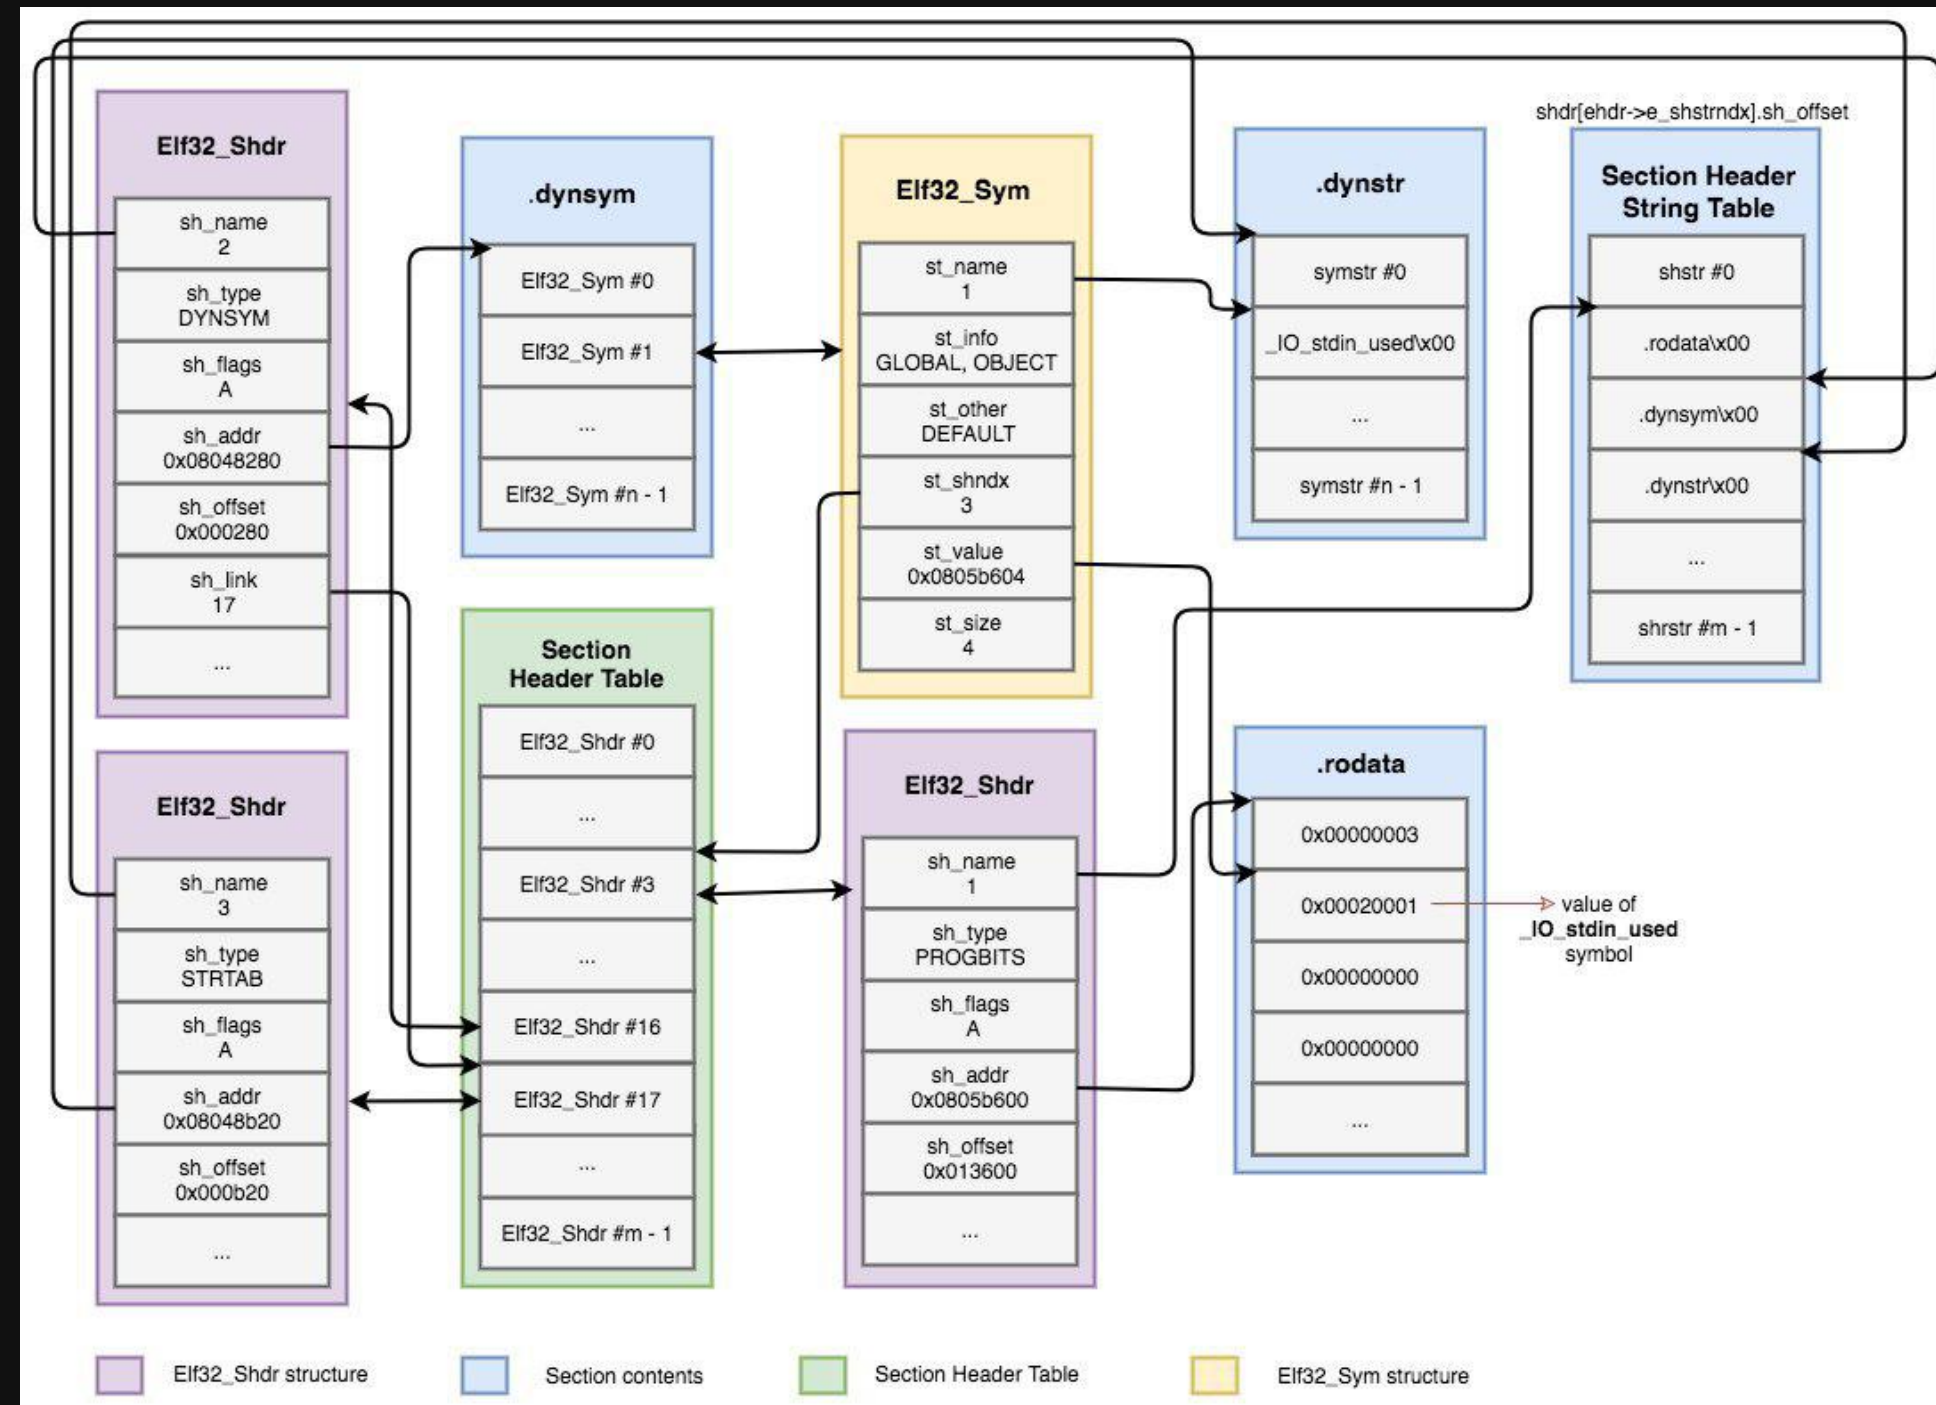 Elf32_Shdr
sh_name
2
sh_type
DYNSYM
sh_flags
A
sh_addr
0x08048280
sh_offset
0x000280
sh_link
17
...
.dynsym
Elf32_Sym #0
Elf32_Sym #1
...
Elf32_Sym #n - 1
Elf32_Sym
st_name
1
st_info
GLOBAL, OBJECT
st_other
DEFAULT
st_shndx
3
st_value
0x0805b604
st_size
4
.dynstr
symstr #0
_IO_stdin_used\x00
...
symstr #n - 1
shdr[ehdr->e_shstrndx].sh_offset
Section Header
String Table
shstr #0
.rodata\x00
.dynsym\x00
.dynstr\x00
...
shrstr #m - 1
Elf32_Shdr
sh_name
3
sh_type
STRTAB
sh_flags
A
sh_addr
0x08048b20
sh_offset
0x000b20
...
Section
Header Table
Elf32_Shdr #0
...
Elf32_Shdr #3
...
Elf32_Shdr #16
Elf32_Shdr #17
...
Elf32_Shdr #m - 1
Elf32_Shdr
sh_name
1
sh_type
PROGBITS
sh_flags
A
sh_addr
0x0805b600
sh_offset
0x013600
...
.rodata
0x00000003
0x00020001
0x00000000
0x00000000
...
value of
_IO_stdin_used
symbol
Elf32_Shdr structure
Section contents
Section Header Table
Elf32_Sym structure